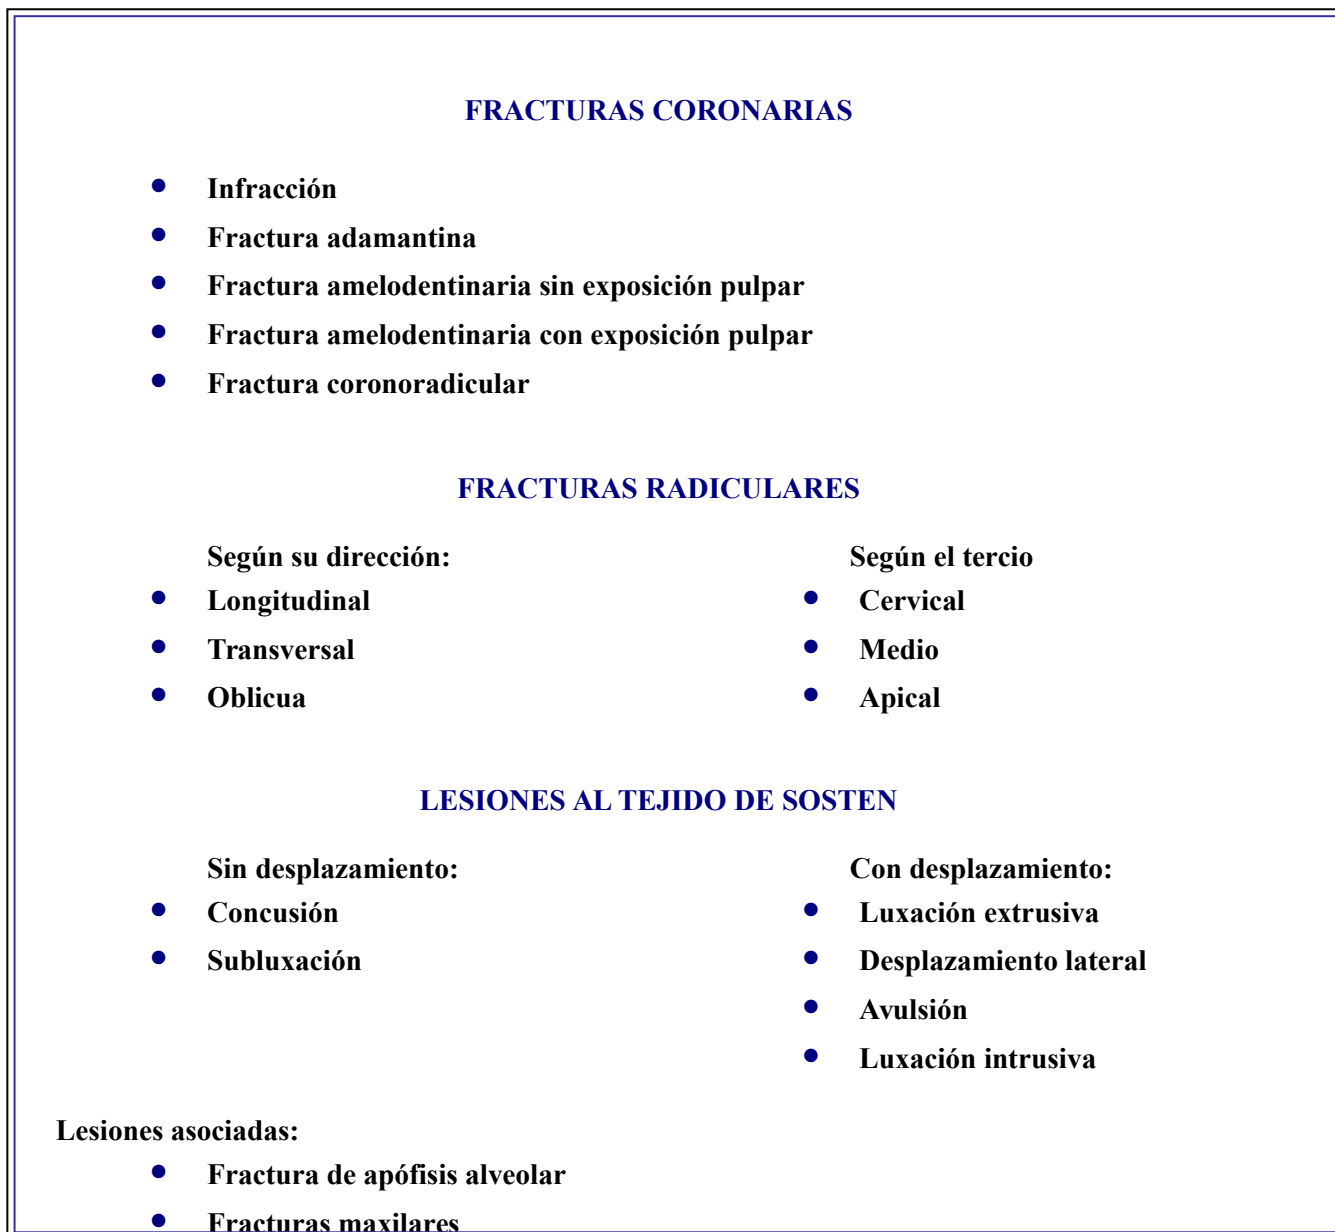 FRACTURAS CORONARIAS
• Infracción
• Fractura adamantina
• Fractura amelodentinaria sin exposición pulpar
• Fractura amelodentinaria con exposición pulpar
• Fractura coronoradicular
FRACTURAS RADICULARES
Según su dirección:
• Longitudinal
• Transversal
• Oblicua
Según el tercio
• Cervical
• Medio
• Apical
LESIONES AL TEJIDO DE SOSTEN
Sin desplazamiento:
• Concusión
• Subluxación
Con desplazamiento:
• Luxación extrusiva
• Desplazamiento lateral
• Avulsión
• Luxación intrusiva
Lesiones asociadas:
• Fractura de apófisis alveolar
• Fracturas maxilares